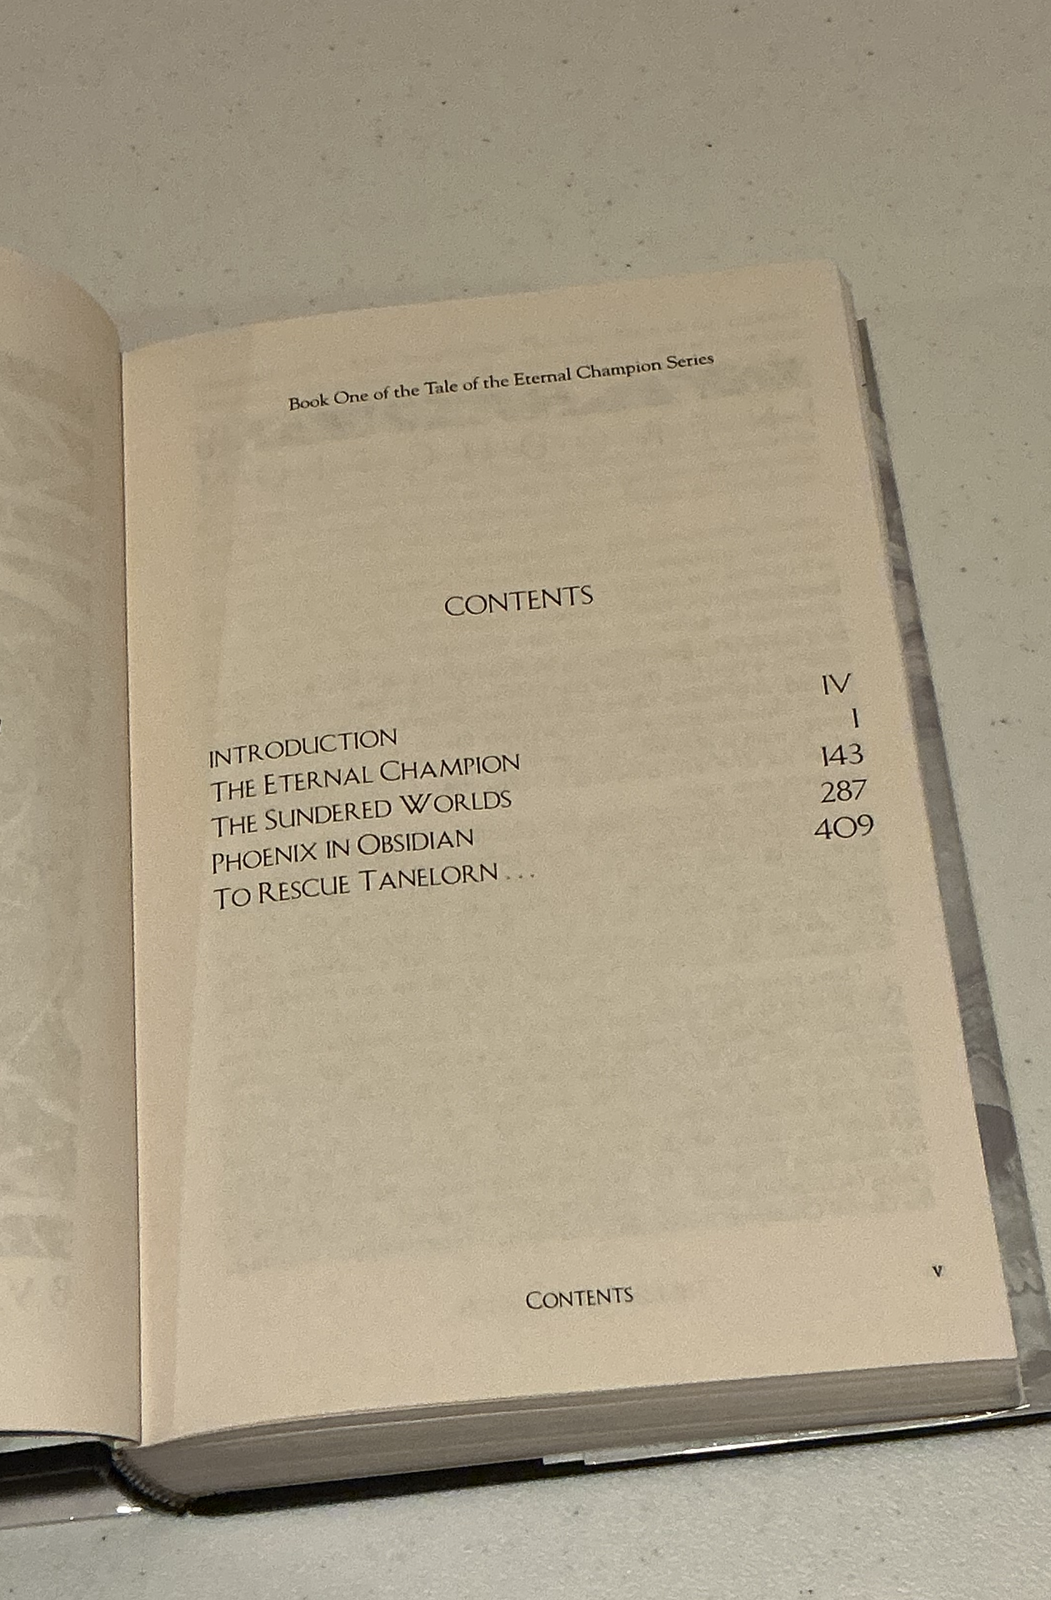 Book One of the Tale of the Eternal Champion Series
CONTENTS
INTRODUCTION IV
THE ETERNAL CHAMPION 1
THE SUNDERED WORLDS 143
PHOENIX IN OBSIDIAN 287
TO RESCUE TANELORN . . . 409
CONTENTS v